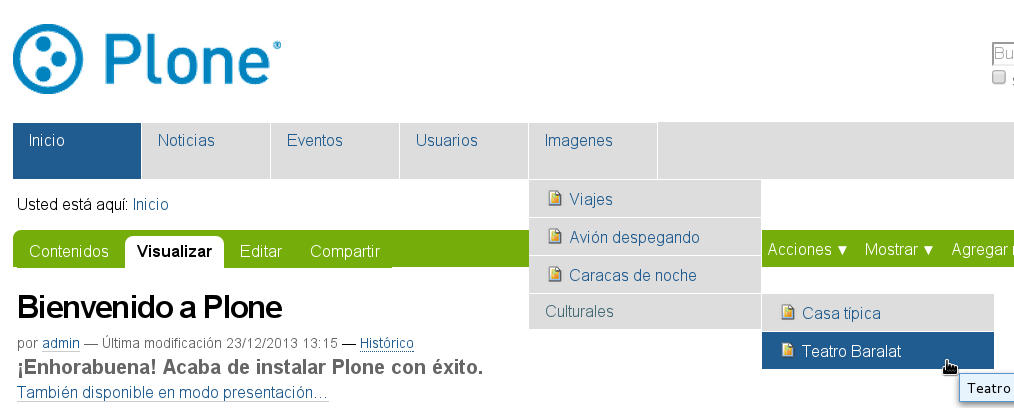 Plone®
Bu
Inicio Noticias Eventos Usuarios Imagenes
Usted está aquí: Inicio
Viajes
Avión despegando
Caracas de noche
Culturales
Casa típica
Teatro Baralat
Teatro
Contenidos Visualizar Editar Compartir Acciones ▼ Mostrar ▼ Agregar
Bienvenido a Plone
por admin — Última modificación 23/12/2013 13:15 — Histórico
¡Enhorabuena! Acaba de instalar Plone con éxito.
También disponible en modo presentación...